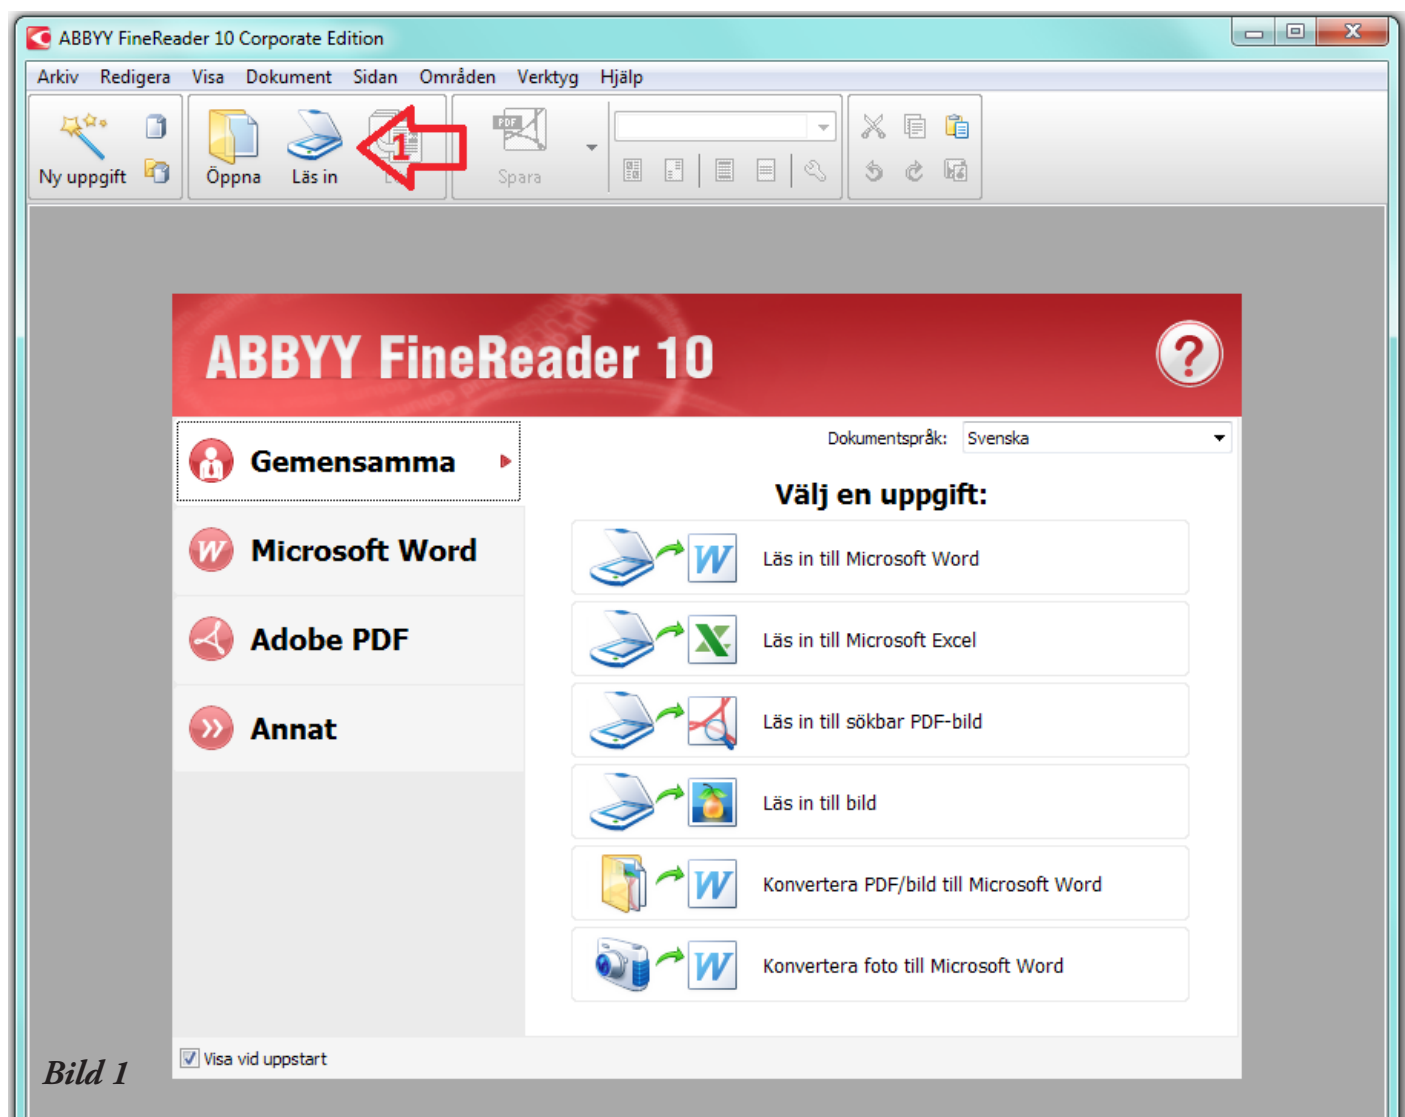 ABBYY FineReader 10 Corporate Edition
Arkiv Redigera Visa Dokument Sidan Områden Verktyg Hjälp
1
PDF
Ny uppgift Öppna Läs in Spara
ABBYY FineReader 10
?
Dokumentspråk: Svenska
Gemensamma
Välj en uppgift:
Microsoft Word
Läs in till Microsoft Word
Adobe PDF
Läs in till Microsoft Excel
Annat
Läs in till sökbar PDF-bild
Läs in till bild
Konvertera PDF/bild till Microsoft Word
Konvertera foto till Microsoft Word
Visa vid uppstart
Bild 1